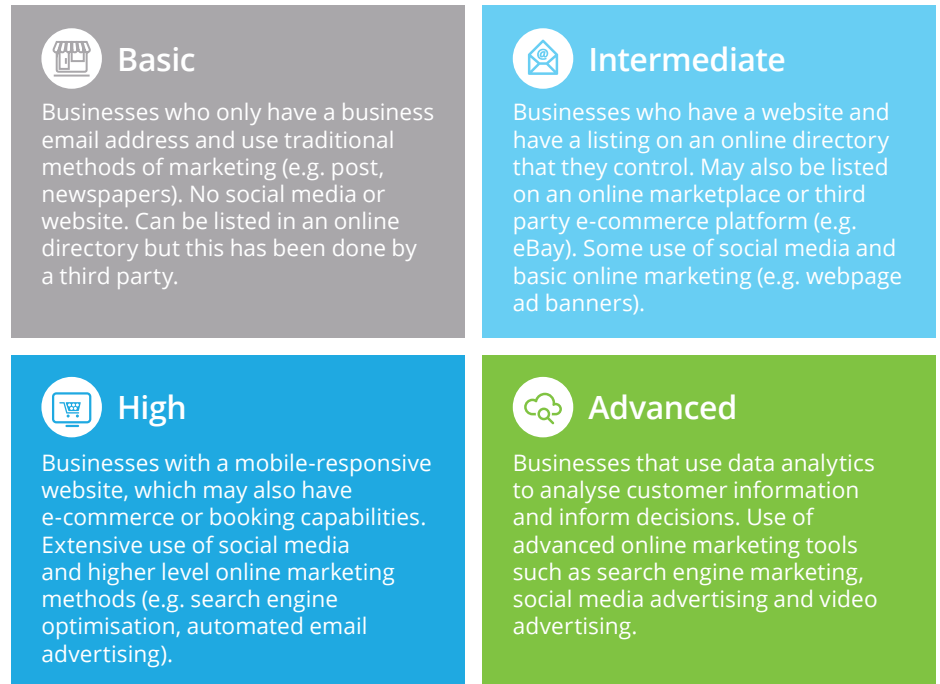 Basic
Businesses who only have a business
email address and use traditional
methods of marketing (e.g. post,
newspapers). No social media or
website. Can be listed in an online
directory but this has been done by
a third party.
@
Intermediate
Businesses who have a website and
have a listing on an online directory
that they control. May also be listed
on an online marketplace or third
party e-commerce platform (e.g.
eBay). Some use of social media and
basic online marketing (e.g. webpage
ad banners).
High
Businesses with a mobile-responsive
website, which may also have
e-commerce or booking capabilities.
Extensive use of social media
and higher level online marketing
methods (e.g. search engine
optimisation, automated email
advertising).
Advanced
Businesses that use data analytics
to analyse customer information
and inform decisions. Use of
advanced online marketing tools
such as search engine marketing,
social media advertising and video
advertising.